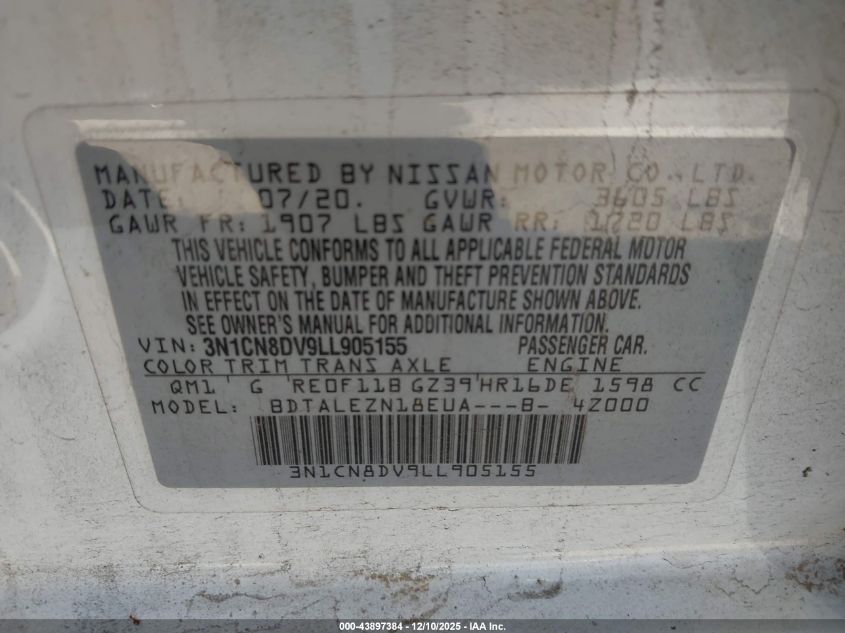 MANUFACTURED BY NISSAN MOTOR CO., LTD.
DATE: 07/20. GVWR: 3605 LBS
GAWR FR: 1907 LBS GAWR RR: 1720 LBS
THIS VEHICLE CONFORMS TO ALL APPLICABLE FEDERAL MOTOR
VEHICLE SAFETY, BUMPER AND THEFT PREVENTION STANDARDS
IN EFFECT ON THE DATE OF MANUFACTURE SHOWN ABOVE.
SEE OWNER'S MANUAL FOR ADDITIONAL INFORMATION.
VIN: 3N1CN8DV9LL905155 PASSENGER CAR.
COLOR TRIM TRANS AXLE ENGINE
QM1 G RE0F11B GZ39 HR16DE 1598 CC
MODEL: BDTALEZN18EUA---B- 4Z000
3N1CN8DV9LL905155
000-43897384 - 12/10/2025 - IAA Inc.